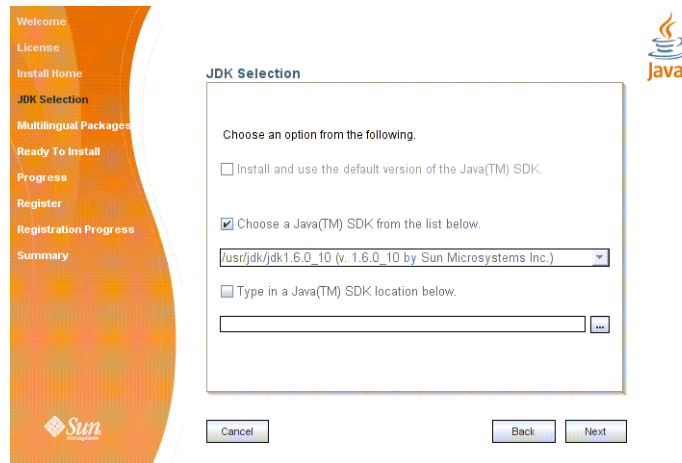 Welcome
License
Install Home
JDK Selection
Multilingual Packages
Ready To Install
Progress
Register
Registration Progress
Summary
Sun
Java
JDK Selection
Choose an option from the following.
Install and use the default version of the Java(TM) SDK.
Choose a Java(TM) SDK from the list below.
/usr/jdk/jdk1.6.0_10 (v. 1.6.0_10 by Sun Microsystems Inc.)
Type in a Java(TM) SDK location below.
...
Cancel
Back
Next